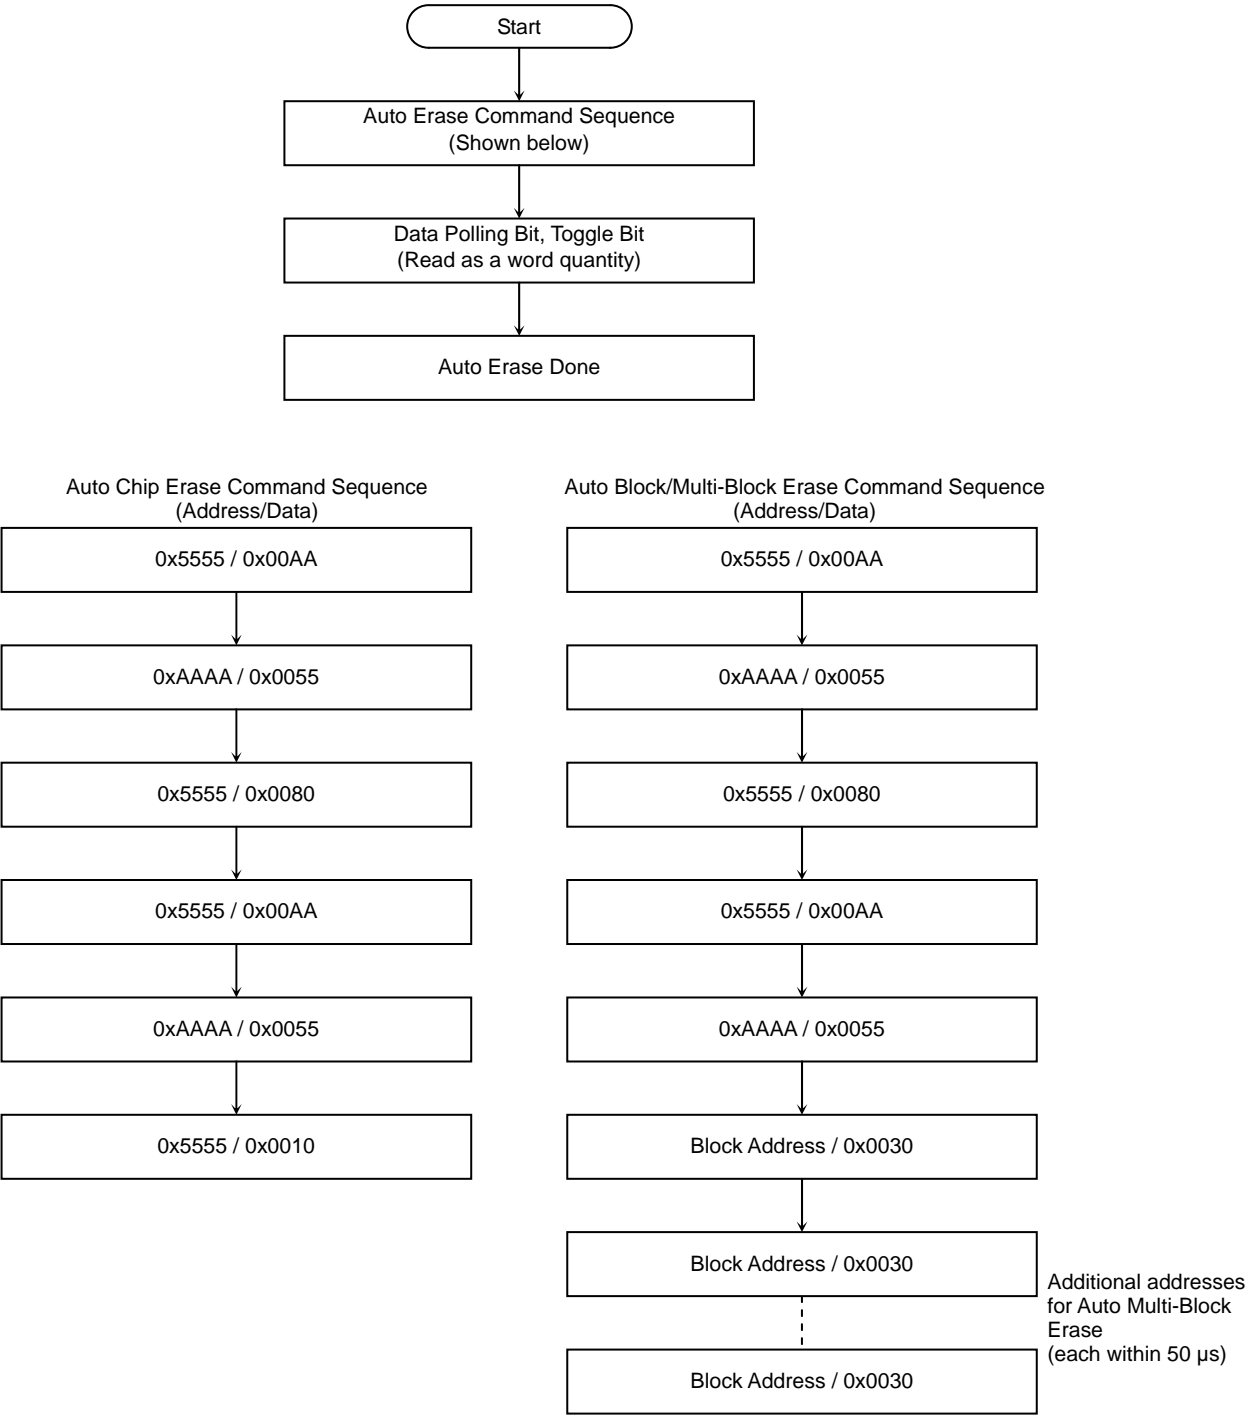 Start
Auto Erase Command Sequence
(Shown below)
Data Polling Bit, Toggle Bit
(Read as a word quantity)
Auto Erase Done
Auto Chip Erase Command Sequence
(Address/Data)
0x5555 / 0x00AA
0xAAAA / 0x0055
0x5555 / 0x0080
0x5555 / 0x00AA
0xAAAA / 0x0055
0x5555 / 0x0010
Auto Block/Multi-Block Erase Command Sequence
(Address/Data)
0x5555 / 0x00AA
0xAAAA / 0x0055
0x5555 / 0x0080
0x5555 / 0x00AA
0xAAAA / 0x0055
Block Address / 0x0030
Block Address / 0x0030
Block Address / 0x0030
Additional addresses
for Auto Multi-Block
Erase
(each within 50 µs)